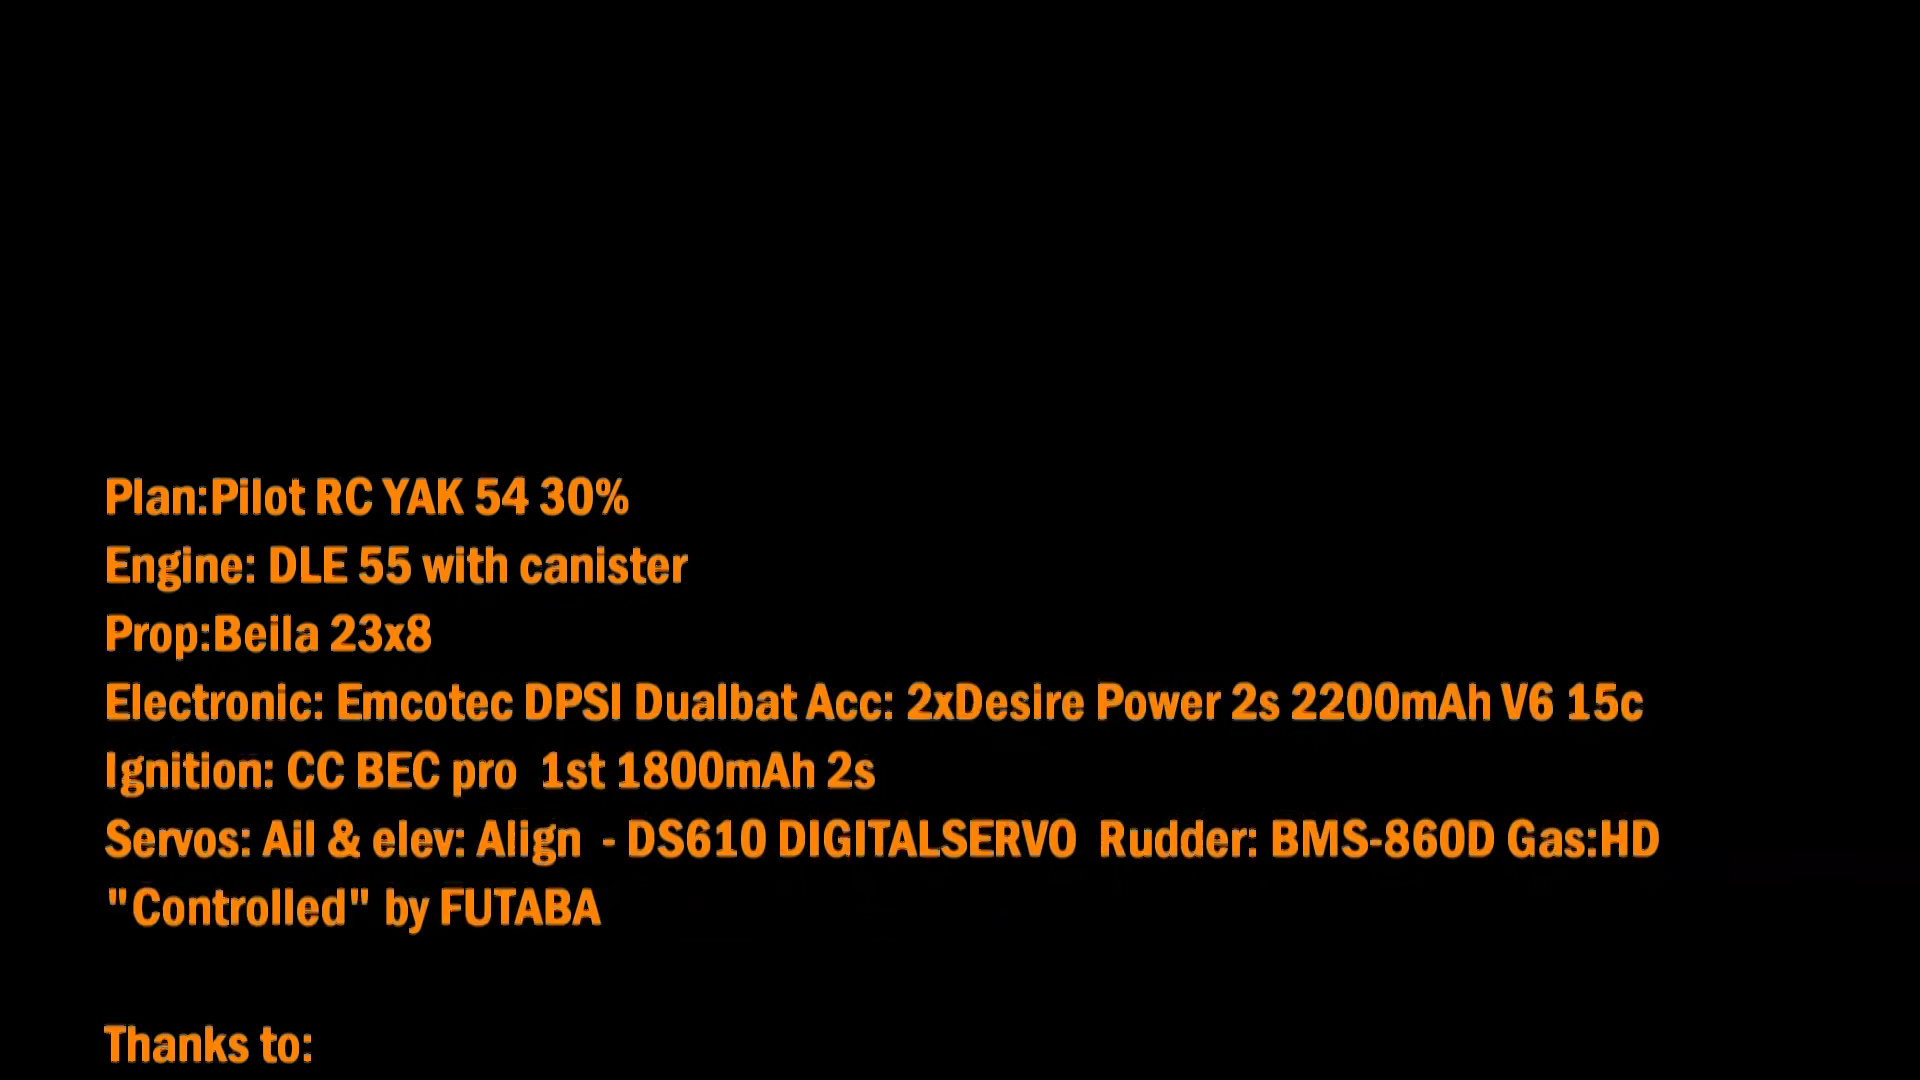 Plan:Pilot RC YAK 54 30%
Engine: DLE 55 with canister
Prop:Beila 23x8
Electronic: Emcotec DPSI Dualbat Acc: 2xDesire Power 2s 2200mAh V6 15c
Ignition: CC BEC pro  1st 1800mAh 2s
Servos: Ail & elev: Align  - DS610 DIGITALSERVO  Rudder: BMS-860D Gas:HD
"Controlled" by FUTABA
Thanks to: